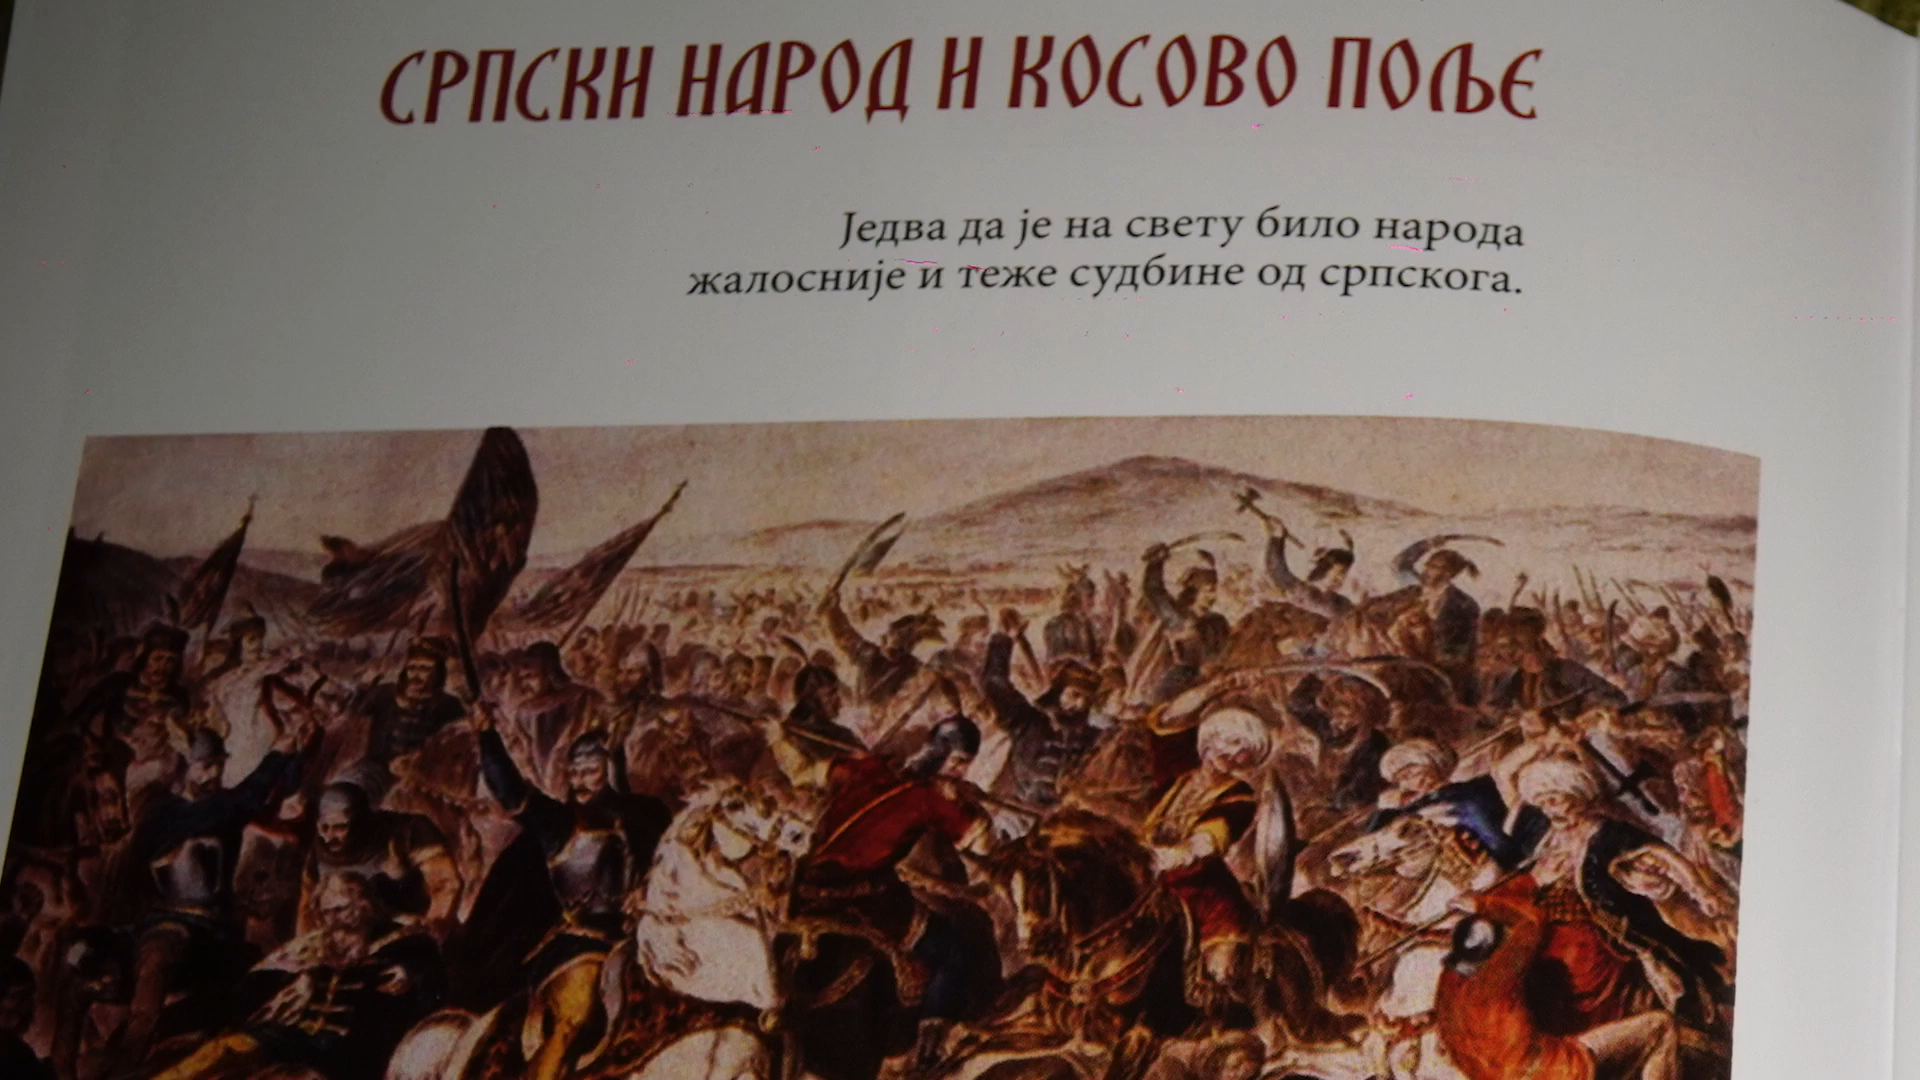 СРПСКИ НАРОД И КОСОВО ПОЉЕ
Једва да је на свету било народа
жалосније и теже судбине од српскога.